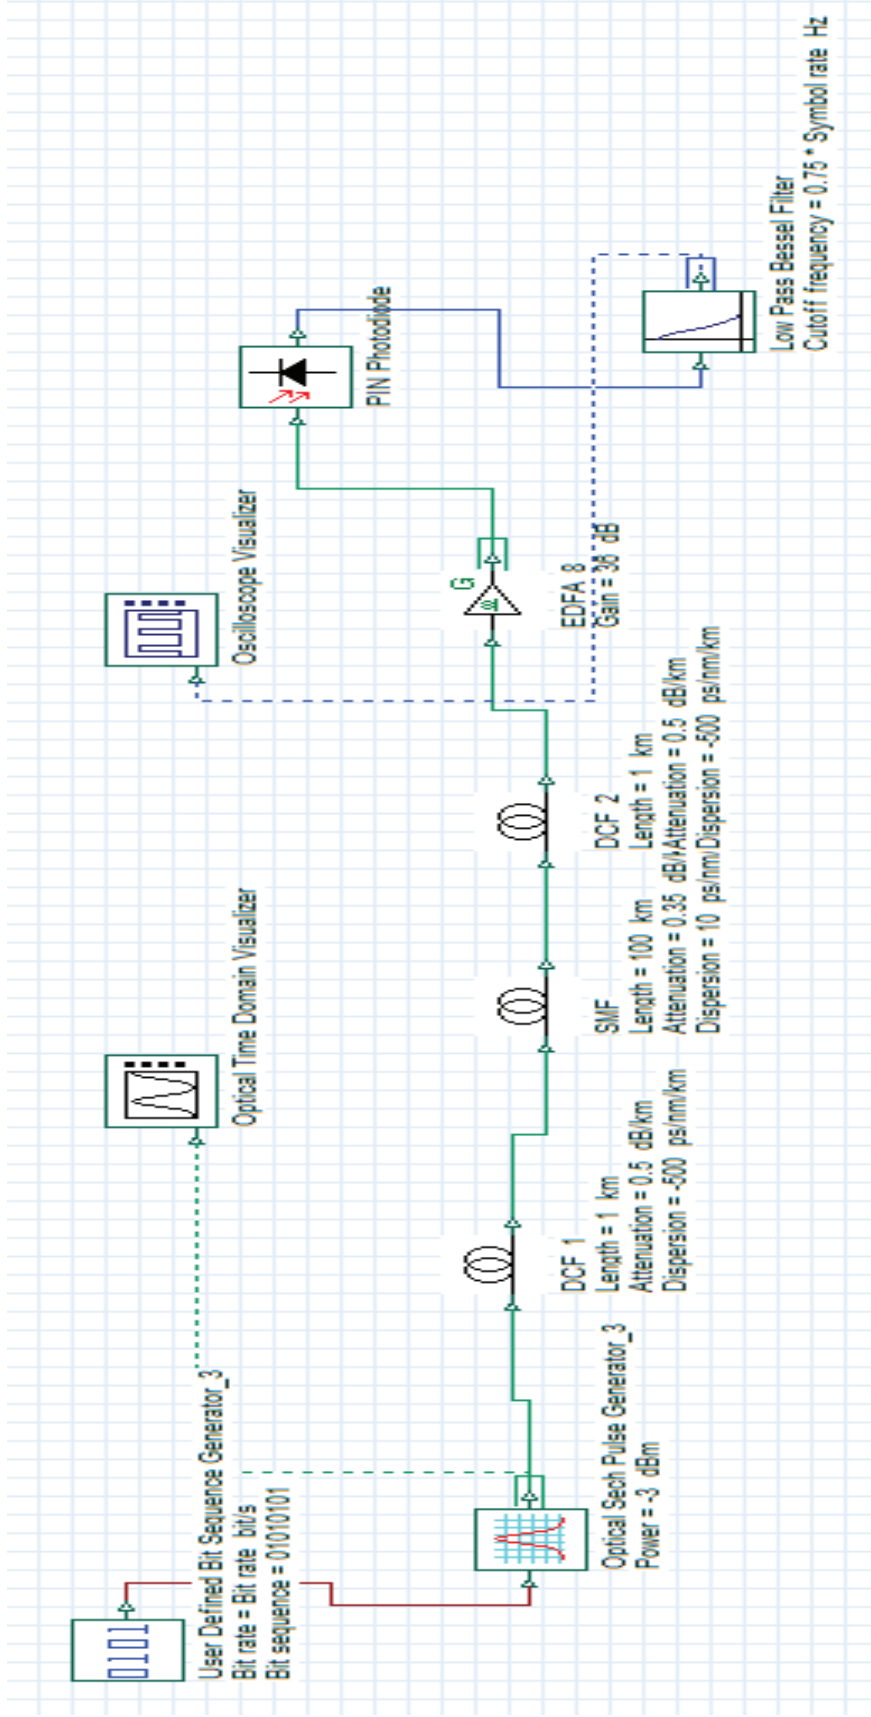 0101
User Defined Bit Sequence Generator_3
Bit rate = Bit rate bit/s
Bit sequence = 01010101
Optical Sech Pulse Generator_3
Power = -3 dBm
Optical Time Domain Visualizer
DCF 1
Length = 1 km
Attenuation = 0.5 dB/km
Dispersion = -500 ps/nm/km
SMF
Length = 100 km
Attenuation = 0.35 dB/k
Dispersion = 10 ps/nm/
DCF 2
Length = 1 km
Attenuation = 0.5 dB/km
Dispersion = -500 ps/nm/km
Oscilloscope Visualizer
G
EDFA 8
Gain = 36 dB
PIN Photodiode
Low Pass Bessel Filter
Cutoff frequency = 0.75 * Symbol rate Hz